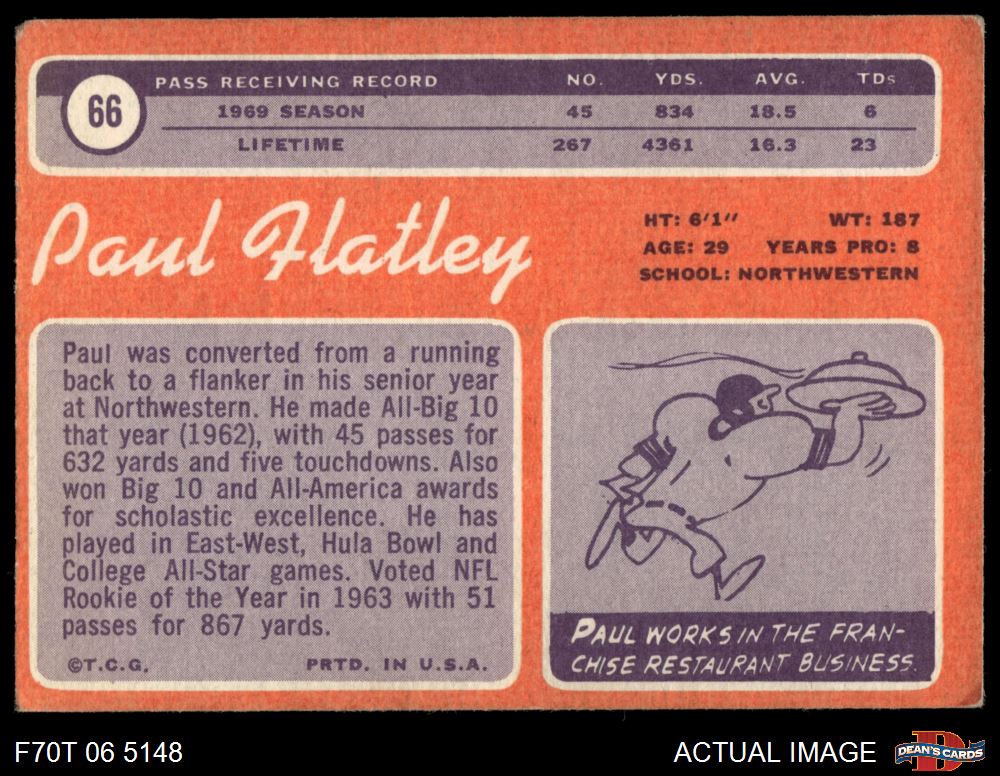 66
PASS RECEIVING RECORD NO. YDS. AVG. TDs
1969 SEASON 45 834 18.5 6
LIFETIME 267 4361 16.3 23
Paul Flatley
HT: 6'1" WT: 187
AGE: 29 YEARS PRO: 8
SCHOOL: NORTHWESTERN
Paul was converted from a running
back to a flanker in his senior year
at Northwestern. He made All-Big 10
that year (1962), with 45 passes for
632 yards and five touchdowns. Also
won Big 10 and All-America awards
for scholastic excellence. He has
played in East-West, Hula Bowl and
College All-Star games. Voted NFL
Rookie of the Year in 1963 with 51
passes for 867 yards.
©T.C.G. PRTD. IN U.S.A.
PAUL WORKS IN THE FRAN-
CHISE RESTAURANT BUSINESS.
F70T 06 5148 ACTUAL IMAGE D DEAN'S CARDS